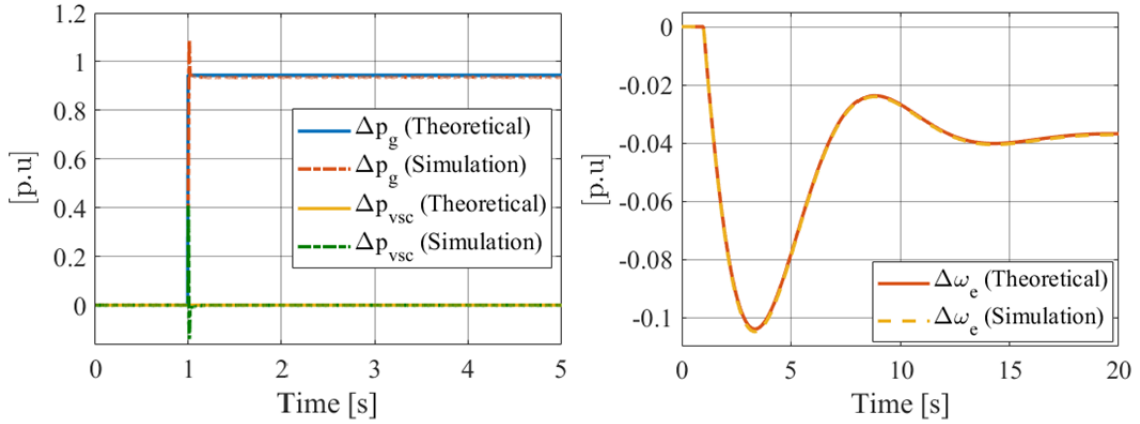 1.2
1
0.8
0.6
0.4
0.2
0
[p.u]
Δp_g (Theoretical)
Δp_g (Simulation)
Δp_vsc (Theoretical)
Δp_vsc (Simulation)
0 1 2 3 4 5
Time [s]
0
-0.02
-0.04
-0.06
-0.08
-0.1
[p.u]
Δω_e (Theoretical)
Δω_e (Simulation)
0 5 10 15 20
Time [s]